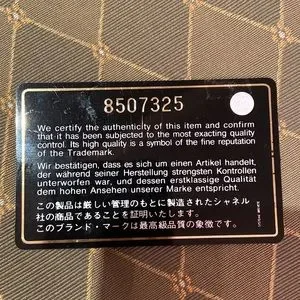 8507325
We certify the authenticity of this item and confirm
that it has been subjected to the most exacting quality
control. Its high quality is a symbol of the fine reputation
of the Trademark.
Wir bestätigen, dass es sich um einen Artikel handelt,
der während seiner Herstellung strengsten Kontrollen
unterworfen war, und dessen erstklassige Qualität
dem hohen Ansehen unserer Marke entspricht.
この製品は厳しい管理のもとに製造されたシャネル
社の商品であることを証明いたします。
このブランド・マークは最高級品質の象徴です。